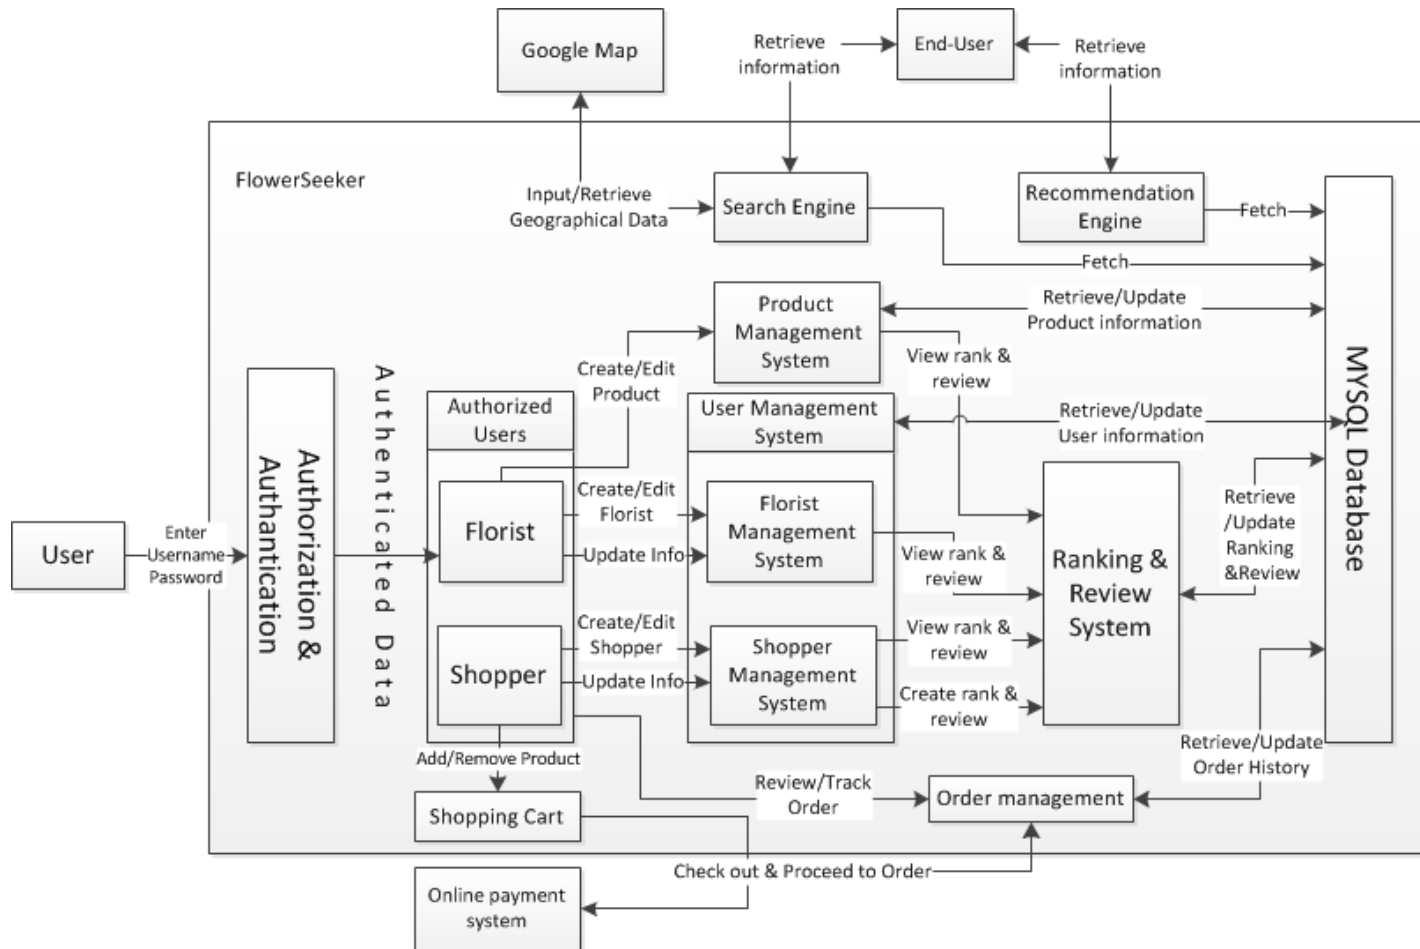 Google Map
Retrieve
information
End-User
Retrieve
information
FlowerSeeker
Input/Retrieve
Geographical Data
Search Engine
Recommendation
Engine
Fetch
Fetch
Product
Management
System
Retrieve/Update
Product information
View rank &
review
Create/Edit
Product
Authenticated Data
Authorized
Users
User Management
System
Retrieve/Update
User information
MYSQL Database
Authorization &
Authantication
User
Enter
Username
Password
Florist
Create/Edit
Florist
Update Info
Florist
Management
System
View rank &
review
Ranking &
Review
System
Retrieve
/Update
Ranking
&Review
Shopper
Create/Edit
Shopper
Update Info
Shopper
Management
System
View rank &
review
Create rank &
review
Add/Remove Product
Shopping Cart
Review/Track
Order
Order management
Retrieve/Update
Order History
Check out & Proceed to Order
Online payment
system